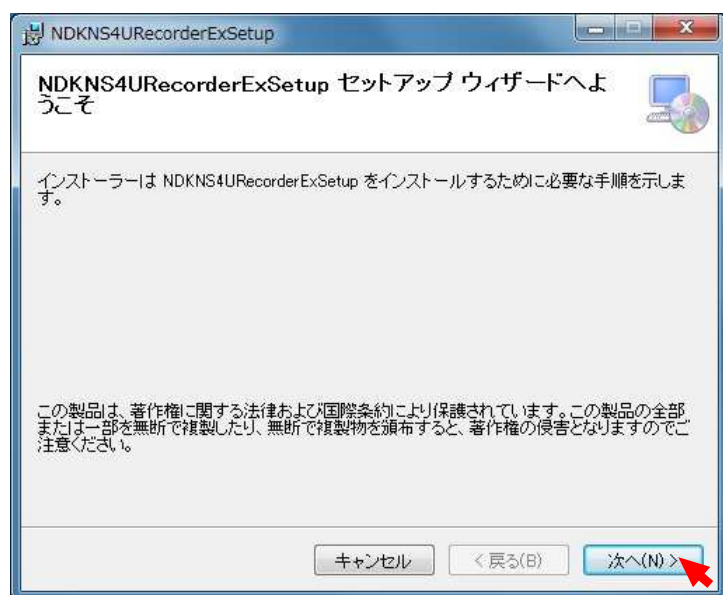 NDKNS4URecorderExSetup
NDKNS4URecorderExSetup セットアップ ウィザードへよ
うこそ
インストーラーは NDKNS4URecorderExSetup をインストールするために必要な手順を示しま
す。
この製品は、著作権に関する法律および国際条約により保護されています。この製品の全部
または一部を無断で複製したり、無断で複製物を頒布すると、著作権の侵害となりますのでご
注意ください。
キャンセル
< 戻る(B)
次へ(N) >